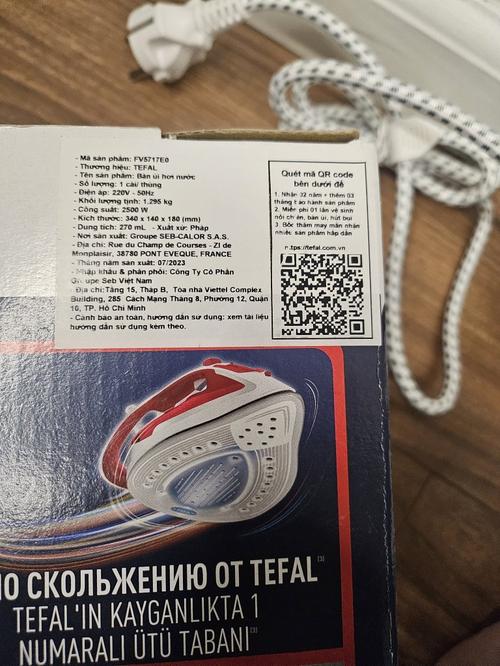 - Mã sản phẩm: FV5717E0
- Thương hiệu: TEFAL
- Tên sản phẩm: Bàn ủi hơi nước
- Số lượng: 1 cái/ thùng
- Điện áp: 220V - 50Hz
- Khối lượng tịnh: 1,295 kg
- Công suất: 2500 W
- Kích thước: 340 x 140 x 180 (mm)
- Dung tích: 270 mL - Xuất xứ: Pháp
- Nơi sản xuất: Groupe SEB-CALOR S.A.S.
- Địa chỉ: Rue du Champ de Courses - ZI de
Monplaisir, 38780 PONT EVEQUE, FRANCE
- Tháng năm sản xuất: 07/2023
- Nhập khẩu & phân phối: Công Ty Cổ Phần
Groupe Seb Việt Nam
- Địa chỉ:Tầng 15, Tháp B, Tòa nhà Viettel Complex
Building, 285 Cách Mạng Tháng 8, Phường 12, Quận
10, TP. Hồ Chí Minh
- Cảnh báo an toàn, hướng dẫn sử dụng: xem tài liệu
hướng dẫn sử dụng kèm theo.
Quét mã QR code
bên dưới để
1. Nhận 02 năm + thêm 03
tháng bảo hành sản phẩm
2. Miễn phí 01 lần vệ sinh
nồi chiên, bàn ủi, hút bụi
3. Bốc thăm may mắn nhận
nhiều sản phẩm hấp dẫn
https://tefal.com.vn
ПО СКОЛЬЖЕНИЮ ОТ TEFAL[3]
TEFAL'IN KAYGANLIKTA 1
NUMARALI ÜTÜ TABANI[3]